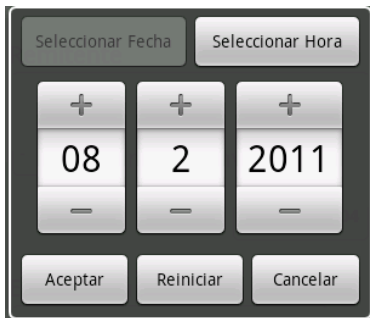 Seleccionar Fecha Seleccionar Hora
+ + +
08 2 2011
− − −
Aceptar Reiniciar Cancelar